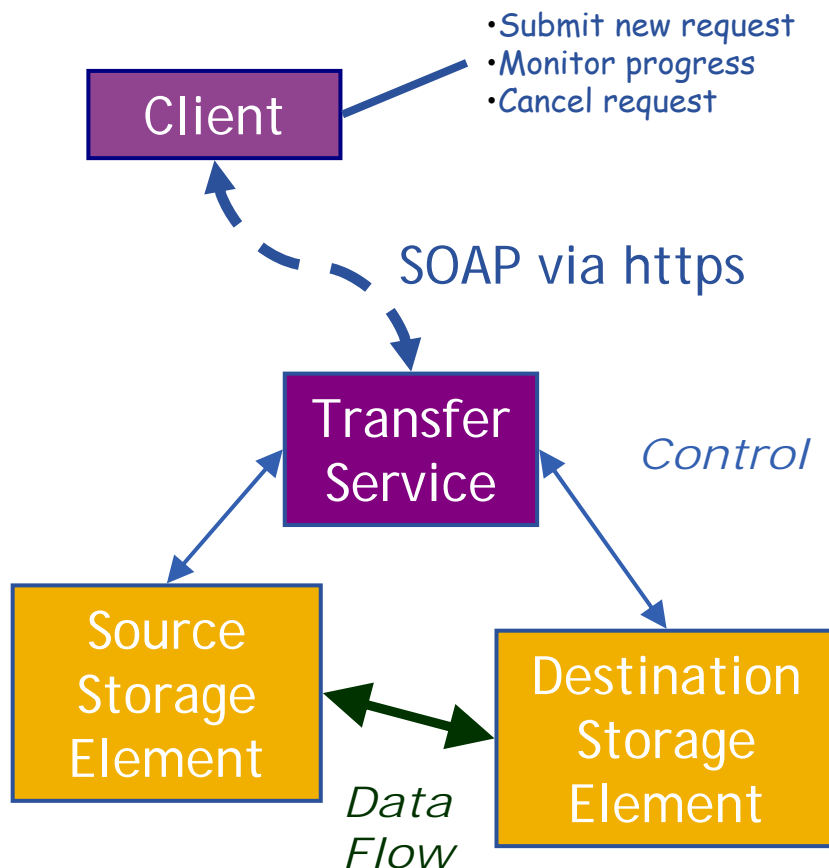 •Submit new request
•Monitor progress
•Cancel request
Client
SOAP via https
Transfer
Service
Control
Source
Storage
Element
Destination
Storage
Element
Data
Flow